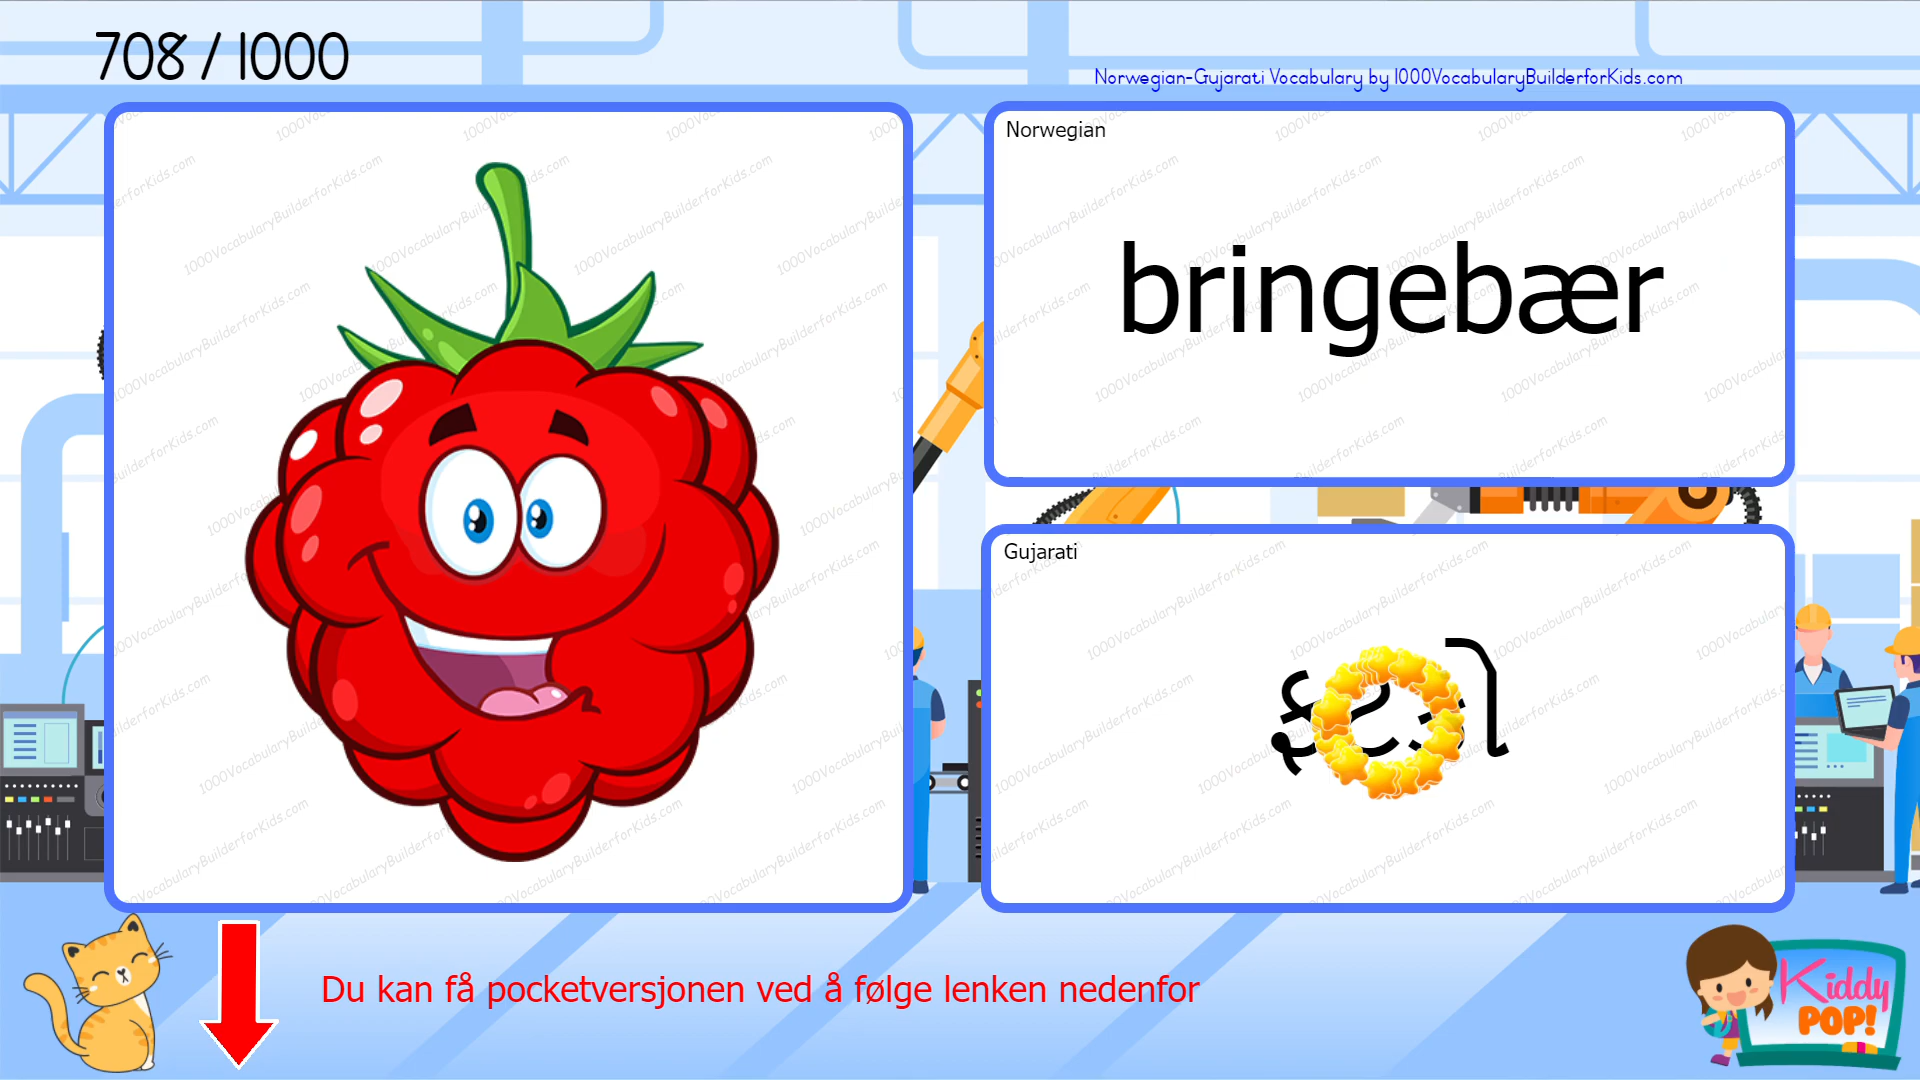 708 / 1000
Norwegian-Gujarati Vocabulary by 1000VocabularyBuilderforKids.com
Norwegian
bringebær
Gujarati
Du kan få pocketversjonen ved å følge lenken nedenfor
Kiddy
POP!